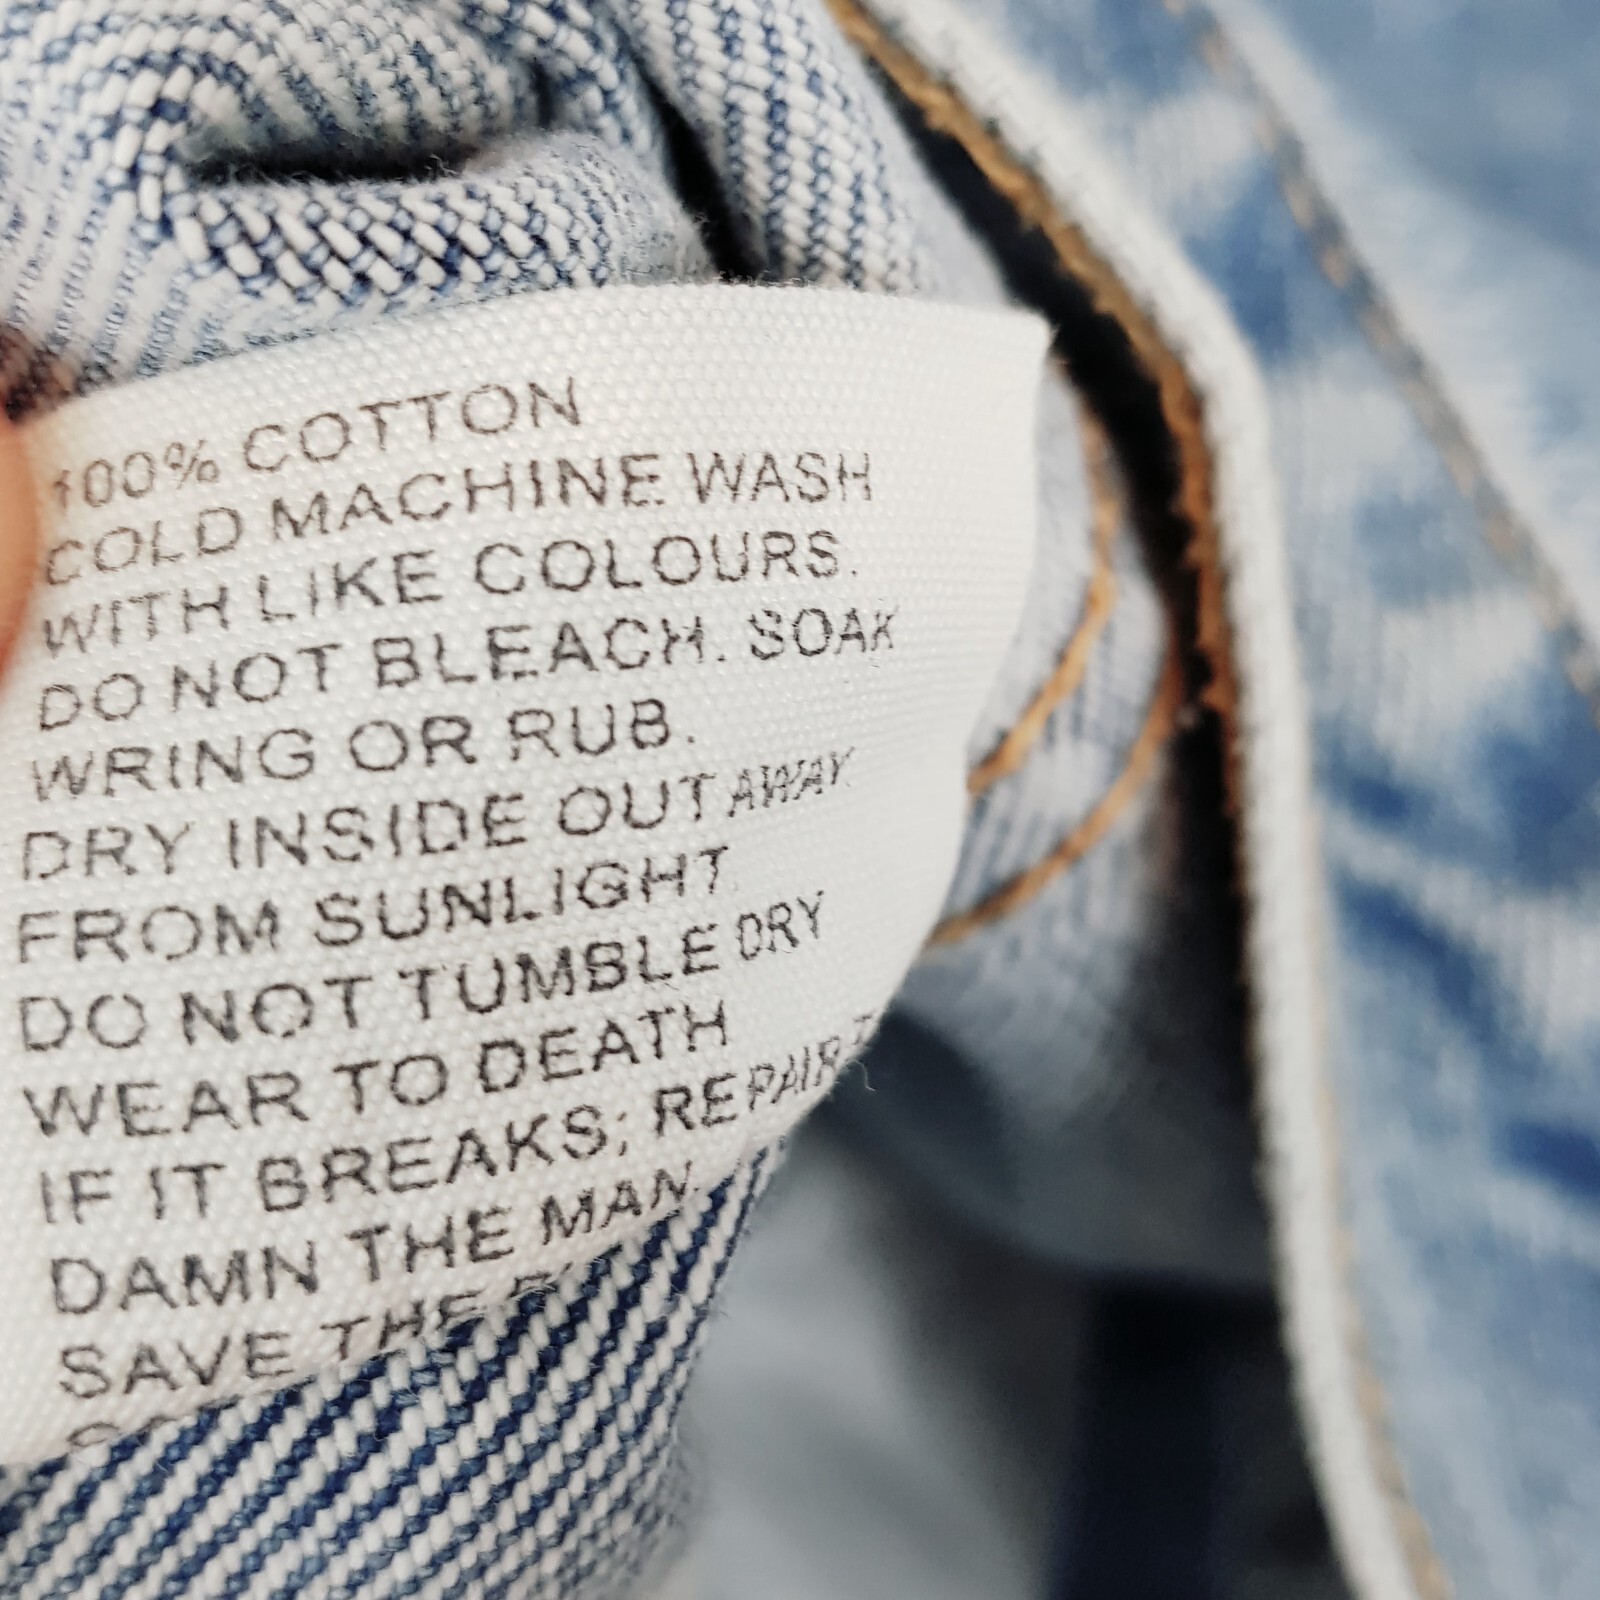 100% COTTON
COLD MACHINE WASH
WITH LIKE COLOURS.
DO NOT BLEACH. SOAK
WRING OR RUB.
DRY INSIDE OUT AWAY
FROM SUNLIGHT.
DO NOT TUMBLE DRY
WEAR TO DEATH
IF IT BREAKS; REPAIR
DAMN THE MAN.
SAVE THE